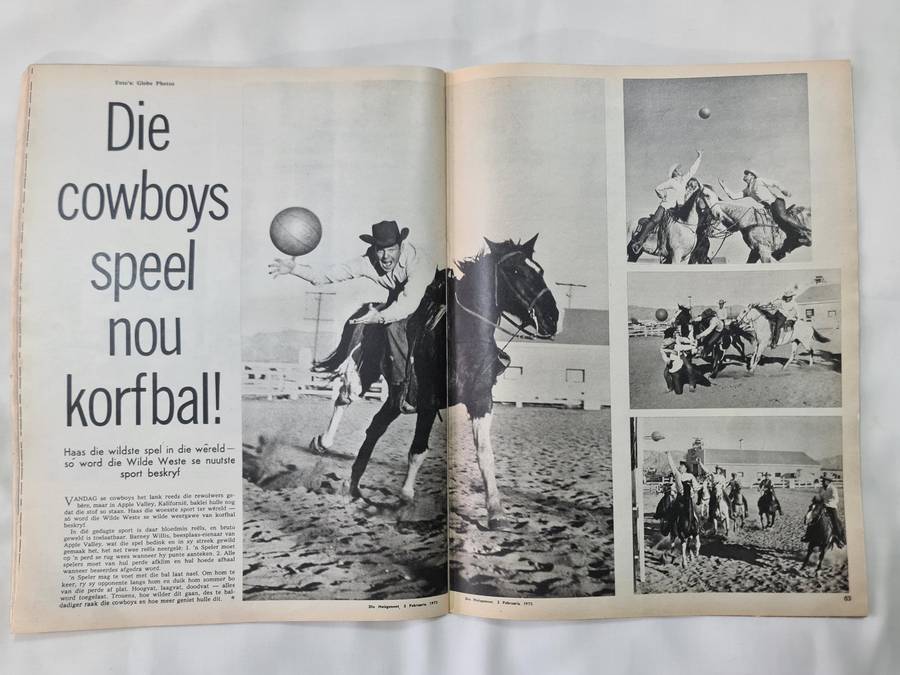 Foto's: Globe Photos
Die
cowboys
speel
nou
korfbal!
Haas die wildste spel in die wêreld —
so word die Wilde Weste se nuutste
sport beskryf
VANDAG se cowboys het lank reeds die rewolwers ge-
bêre, maar in Apple Valley, Kalifornië, baklei hulle nog
dat die stof so staan. Haas die woesste sport ter wêreld —
só word die Wilde Weste se wilde weergawe van korfbal
beskryf.
In dié gedugte sport is daar bloedmin reëls, en brute
geweld is toelaatbaar. Barney Willis, beesplaas-eienaar van
Apple Valley, wat die spel bedink en in sy streek gewild
gemaak het, het net twee reëls neergelê: 1. 'n Speler moet
op 'n perd se rug wees wanneer hy punte aanteken. 2. Alle
spelers moet van hul perde afklim en hul hoede afhaal
wanneer beseerdes afgedra word.
'n Speler mag te voet met die bal laat nael. Om hom te
keer, ry sy opponente langs hom en duik hom sommer bo
van die perde af plat. Hoogvat, laagvat, doodvat — alles
word toegelaat. Trouens, hoe wilder dit gaan, des te bal-
dadiger raak die cowboys en hoe meer geniet hulle dit.
Die Huisgenoot, 2 Februarie, 1973
Die Huisgenoot, 2 Februarie, 1973
63